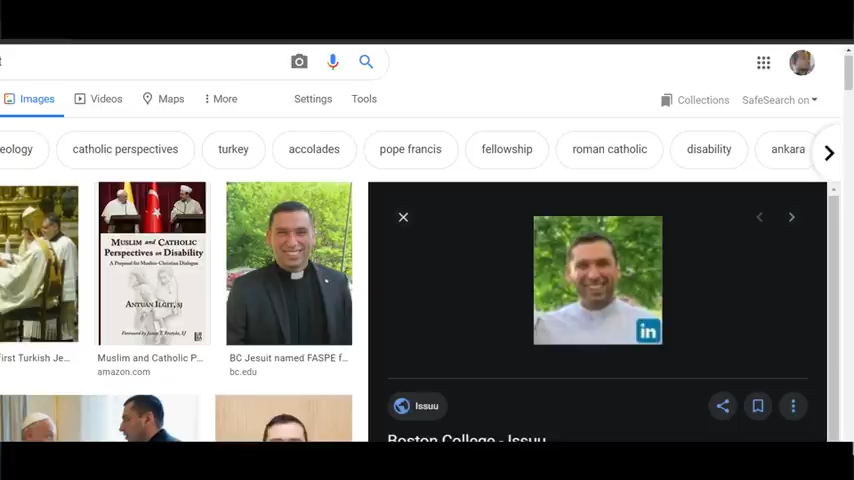 t
Images Videos Maps More Settings Tools Collections SafeSearch on
eology catholic perspectives turkey accolades pope francis fellowship roman catholic disability ankara
MUSLIM AND CATHOLIC
PERSPECTIVES ON DISABILITY
A Proposal for Muslim-Christian Dialogue
ANTUAN ILGIT, SJ
in
irst Turkish Je...
Muslim and Catholic P...
amazon.com
BC Jesuit named FASPE f...
bc.edu
Issuu
Boston College - Issuu